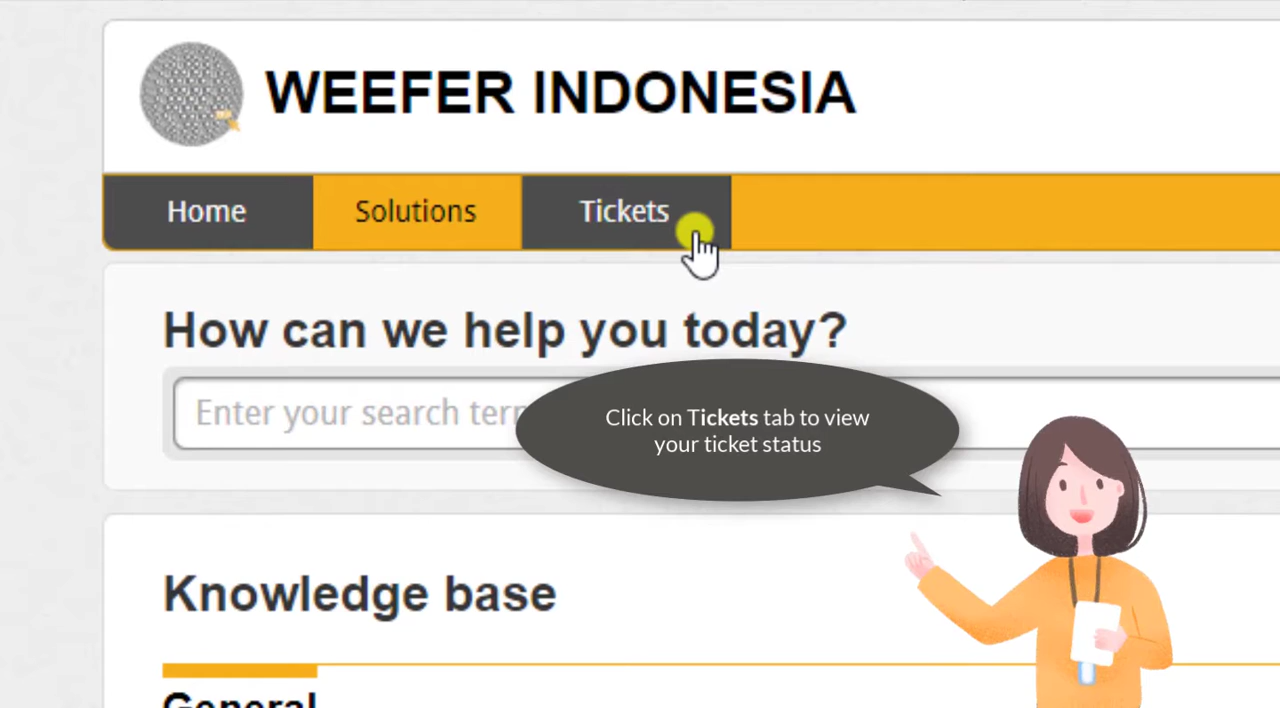 WEEFER INDONESIA
Home
Solutions
Tickets
How can we help you today?
Enter your search
Click on Tickets tab to view
your ticket status
Knowledge base
General